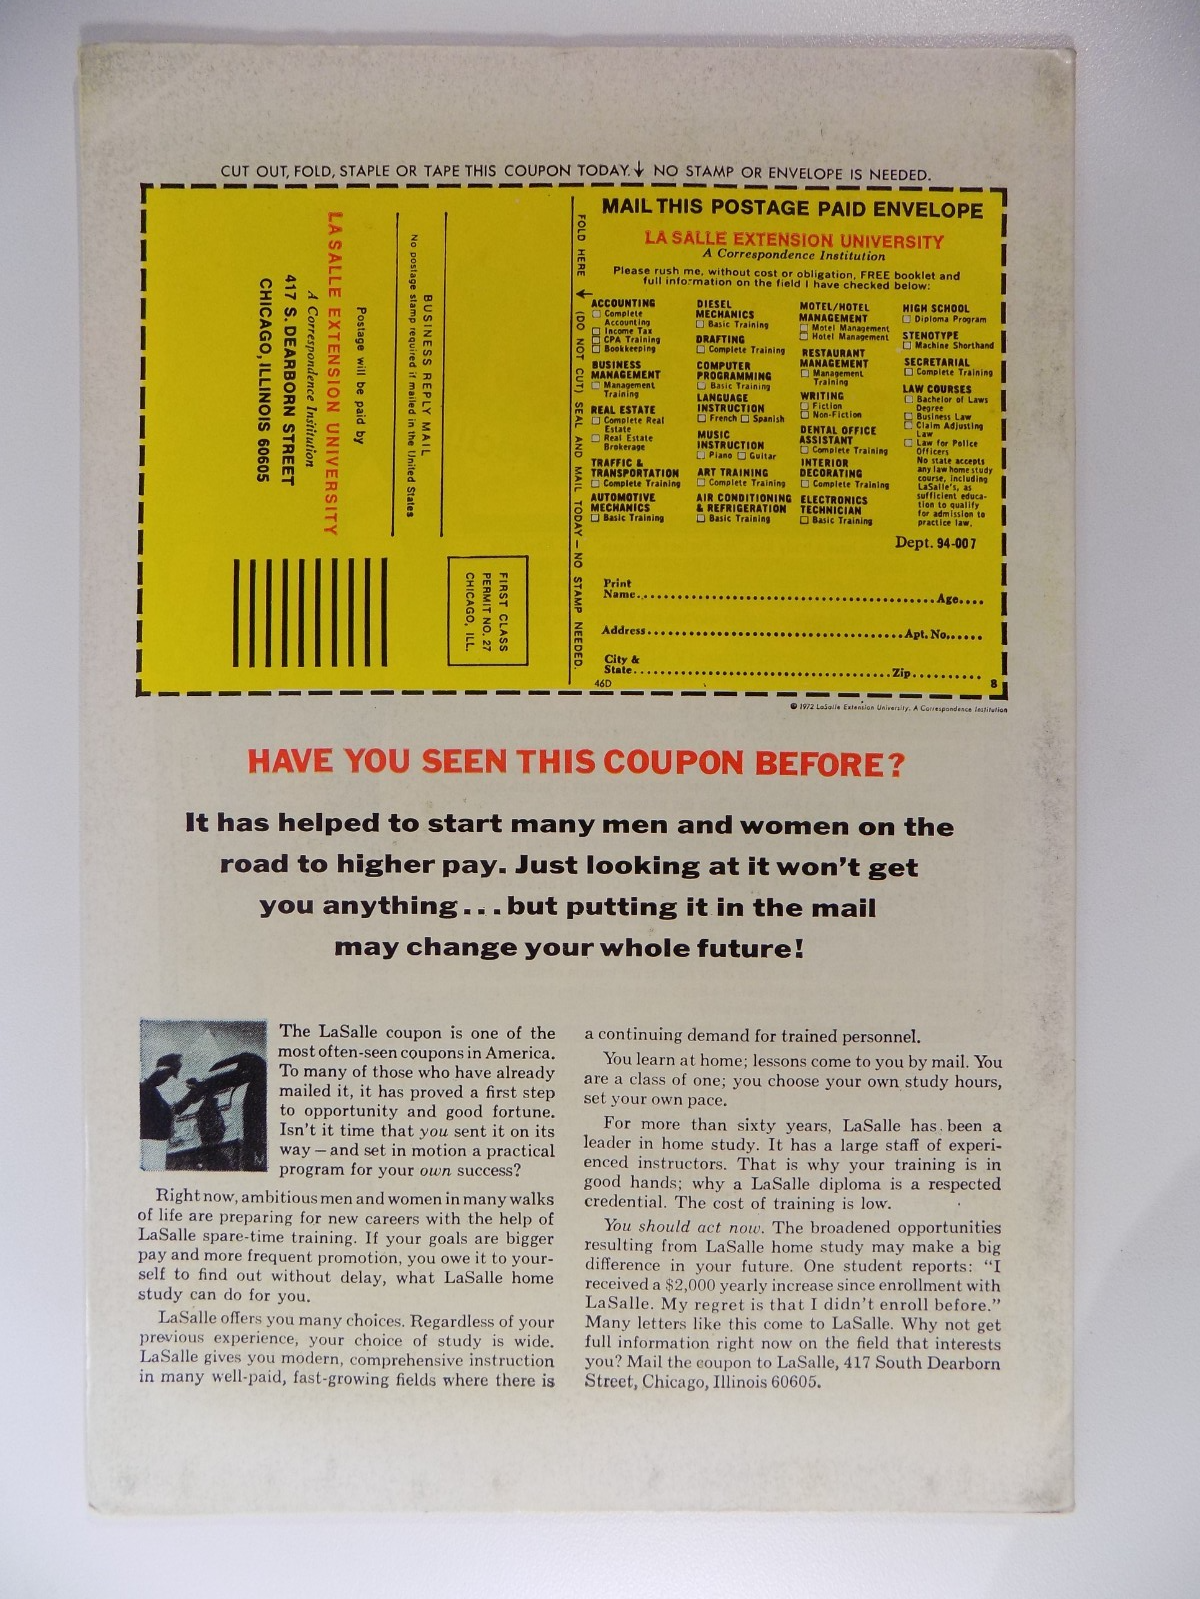 CUT OUT, FOLD, STAPLE OR TAPE THIS COUPON TODAY. ↓ NO STAMP OR ENVELOPE IS NEEDED.
BUSINESS REPLY MAIL
No postage stamp required if mailed in the United States
Postage will be paid by
LA SALLE EXTENSION UNIVERSITY
A Correspondence Institution
417 S. DEARBORN STREET
CHICAGO, ILLINOIS 60605
FIRST CLASS
PERMIT NO. 27
CHICAGO, ILL.
FOLD HERE ↓ (DO NOT CUT) SEAL AND MAIL TODAY — NO STAMP NEEDED.
MAIL THIS POSTAGE PAID ENVELOPE
LA SALLE EXTENSION UNIVERSITY
A Correspondence Institution
Please rush me, without cost or obligation, FREE booklet and
full information on the field I have checked below:
ACCOUNTING
☐ Complete
Accounting
☐ Income Tax
☐ CPA Training
☐ Bookkeeping
BUSINESS
MANAGEMENT
☐ Management
Training
REAL ESTATE
☐ Complete Real
Estate
☐ Real Estate
Brokerage
TRAFFIC &
TRANSPORTATION
☐ Complete Training
AUTOMOTIVE
MECHANICS
☐ Basic Training
DIESEL
MECHANICS
☐ Basic Training
DRAFTING
☐ Complete Training
COMPUTER
PROGRAMMING
☐ Basic Training
LANGUAGE
INSTRUCTION
☐ French ☐ Spanish
MUSIC
INSTRUCTION
☐ Piano ☐ Guitar
ART TRAINING
☐ Complete Training
AIR CONDITIONING
& REFRIGERATION
☐ Basic Training
MOTEL/HOTEL
MANAGEMENT
☐ Motel Management
☐ Hotel Management
RESTAURANT
MANAGEMENT
☐ Management
Training
WRITING
☐ Fiction
☐ Non-Fiction
DENTAL OFFICE
ASSISTANT
☐ Complete Training
INTERIOR
DECORATING
☐ Complete Training
ELECTRONICS
TECHNICIAN
☐ Basic Training
HIGH SCHOOL
☐ Diploma Program
STENOTYPE
☐ Machine Shorthand
SECRETARIAL
☐ Complete Training
LAW COURSES
☐ Bachelor of Laws
Degree
☐ Business Law
☐ Claim Adjusting
Law
☐ Law for Police
Officers
No state accepts
any law home study
course, including
LaSalle's, as
sufficient educa-
tion to qualify
for admission to
practice law.
Dept. 94-007
Print
Name..........Age....
Address..........Apt. No......
City &
State..........Zip..........
46D 8
© 1972 LaSalle Extension University, A Correspondence Institution
HAVE YOU SEEN THIS COUPON BEFORE?
It has helped to start many men and women on the
road to higher pay. Just looking at it won't get
you anything...but putting it in the mail
may change your whole future!
The LaSalle coupon is one of the
most often-seen coupons in America.
To many of those who have already
mailed it, it has proved a first step
to opportunity and good fortune.
Isn't it time that you sent it on its
way — and set in motion a practical
program for your own success?
Right now, ambitious men and women in many walks
of life are preparing for new careers with the help of
LaSalle spare-time training. If your goals are bigger
pay and more frequent promotion, you owe it to your-
self to find out without delay, what LaSalle home
study can do for you.
LaSalle offers you many choices. Regardless of your
previous experience, your choice of study is wide.
LaSalle gives you modern, comprehensive instruction
in many well-paid, fast-growing fields where there is
a continuing demand for trained personnel.
You learn at home; lessons come to you by mail. You
are a class of one; you choose your own study hours,
set your own pace.
For more than sixty years, LaSalle has been a
leader in home study. It has a large staff of experi-
enced instructors. That is why your training is in
good hands; why a LaSalle diploma is a respected
credential. The cost of training is low.
You should act now. The broadened opportunities
resulting from LaSalle home study may make a big
difference in your future. One student reports: "I
received a $2,000 yearly increase since enrollment with
LaSalle. My regret is that I didn't enroll before."
Many letters like this come to LaSalle. Why not get
full information right now on the field that interests
you? Mail the coupon to LaSalle, 417 South Dearborn
Street, Chicago, Illinois 60605.